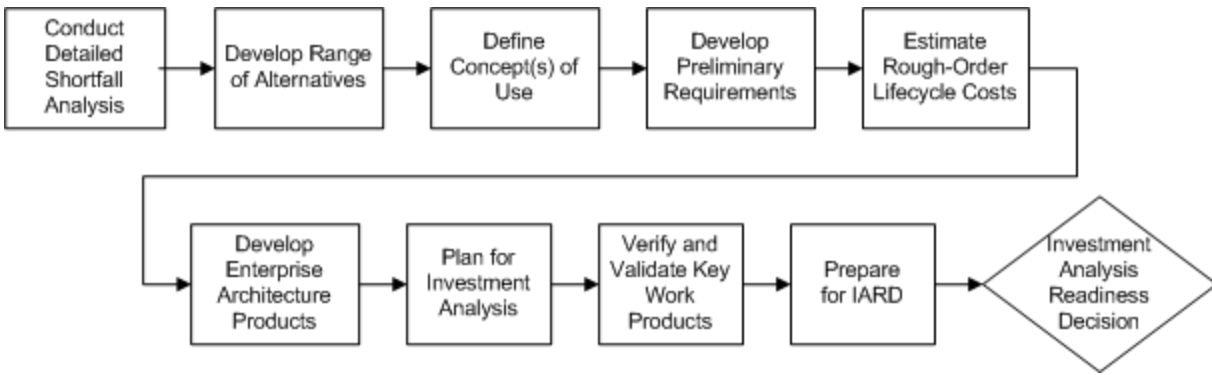 Conduct
Detailed
Shortfall
Analysis
Develop Range
of Alternatives
Define
Concept(s) of
Use
Develop
Preliminary
Requirements
Estimate
Rough-Order
Lifecycle Costs
Develop
Enterprise
Architecture
Products
Plan for
Investment
Analysis
Verify and
Validate Key
Work
Products
Prepare
for IARD
Investment
Analysis
Readiness
Decision